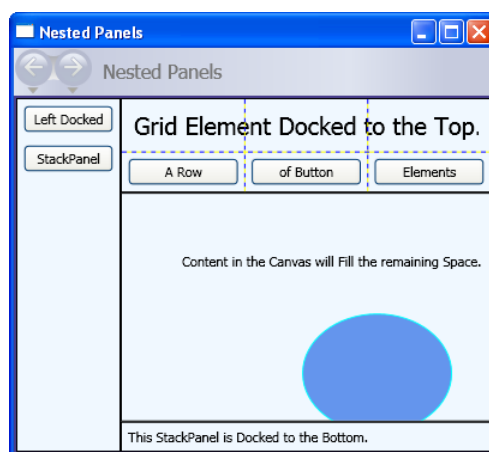 Nested Panels
Nested Panels
Left Docked
StackPanel
Grid Element Docked to the Top.
A Row
of Button
Elements
Content in the Canvas will Fill the remaining Space.
This StackPanel is Docked to the Bottom.